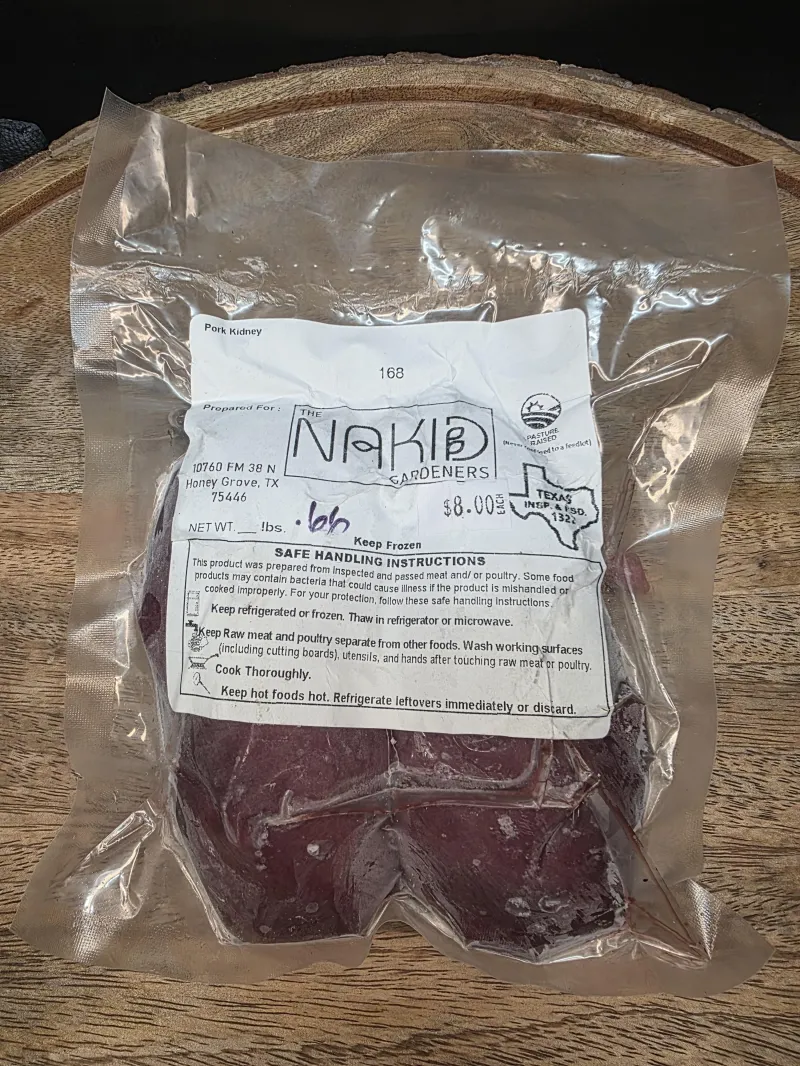 Pork Kidney
168
Prepared For :
THE
NAKID
GARDENERS
PASTURE
RAISED
to a feedlot)
10760 FM 38 N
Honey Grove, TX
75446
$8.00 EACH
TEXAS
INSP. & PSD.
132
NET WT. __ lbs. .66
Keep Frozen
SAFE HANDLING INSTRUCTIONS
This product was prepared from inspected and passed meat and/ or poultry. Some food
products may contain bacteria that could cause illness if the product is mishandled or
cooked improperly. For your protection, follow these safe handling instructions.
Keep refrigerated or frozen. Thaw in refrigerator or microwave.
Keep Raw meat and poultry separate from other foods. Wash working surfaces
(including cutting boards), utensils, and hands after touching raw meat or poultry.
Cook Thoroughly.
Keep hot foods hot. Refrigerate leftovers immediately or discard.